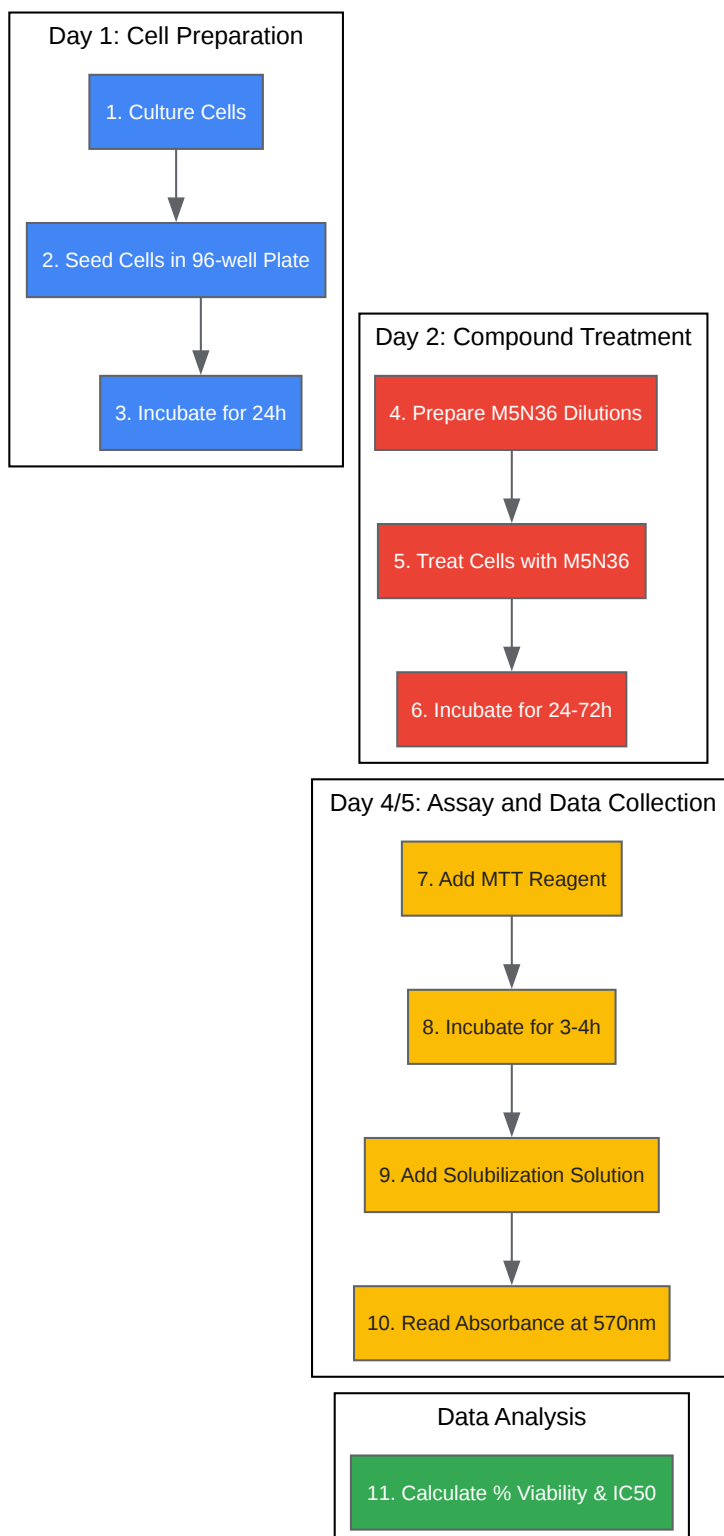 Day 1: Cell Preparation
1. Culture Cells
2. Seed Cells in 96-well Plate
3. Incubate for 24h
Day 2: Compound Treatment
4. Prepare M5N36 Dilutions
5. Treat Cells with M5N36
6. Incubate for 24-72h
Day 4/5: Assay and Data Collection
7. Add MTT Reagent
8. Incubate for 3-4h
9. Add Solubilization Solution
10. Read Absorbance at 570nm
Data Analysis
11. Calculate % Viability & IC50